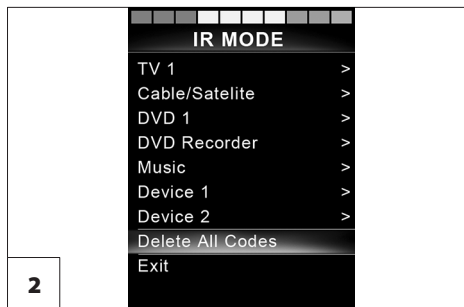 IR MODE
TV 1 >
Cable/Satelite >
DVD 1 >
DVD Recorder >
Music >
Device 1 >
Device 2 >
Delete All Codes
Exit
2